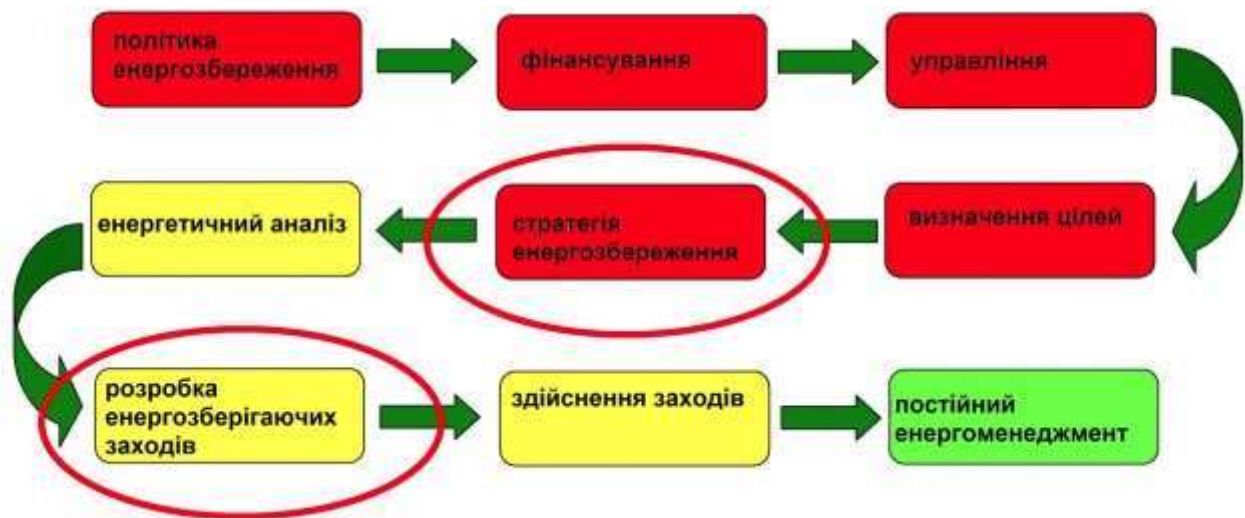 політика
енергозбереження
фінансування
управління
визначення цілей
стратегія
енергозбереження
енергетичний аналіз
розробка
енергозберігаючих
заходів
здійснення заходів
постійний
енергоменеджмент